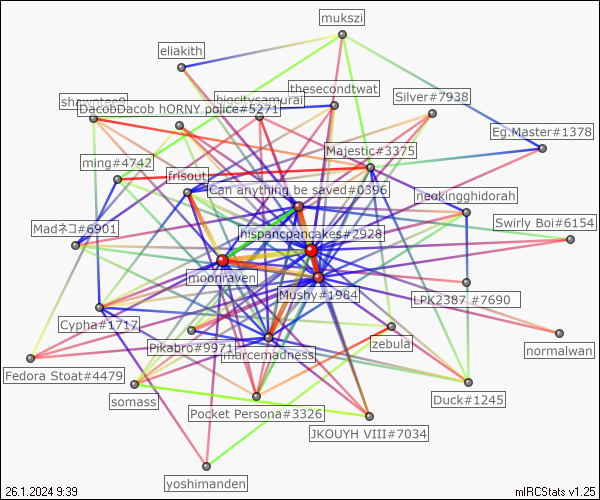 mukszi
eliakith
thesecondtwat
Silver#7938
shawntee9
bigcitysamurai
DacobDacob hORNY police#5271
Eg.Master#1378
Majestic#3375
ming#4742
frisout
Can anything be saved#0396
neokingghidorah
Madネコ#6901
hispancpancakes#2928
Swirly Boi#6154
moonraven
Mushy#1984
LPK2387 #7690
Cypha#1717
zebula
Pikabro#9971
marcemadness
normalwan
Fedora Stoat#4479
somass
Pocket Persona#3326
Duck#1245
JKOUYH VIII#7034
yoshimanden
26.1.2024 9:39
mIRCStats v1.25